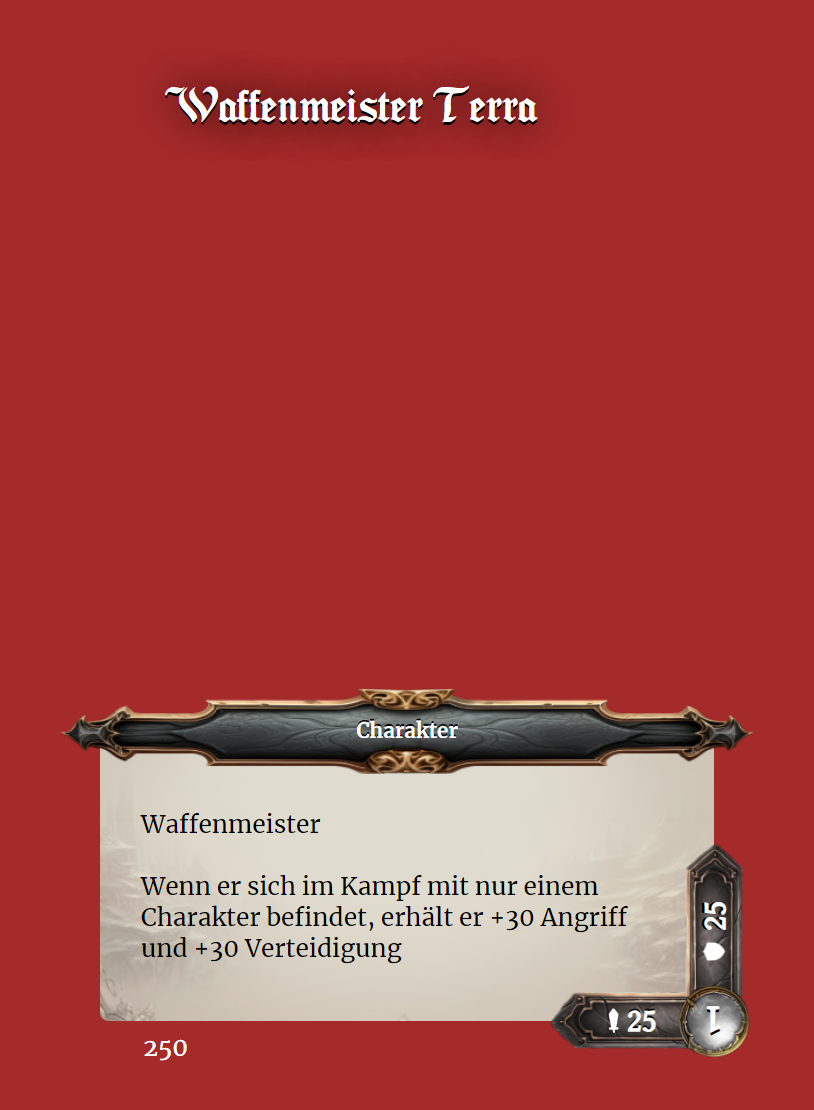 Waffenmeister Terra
Charakter
Waffenmeister
Wenn er sich im Kampf mit nur einem
Charakter befindet, erhält er +30 Angriff
und +30 Verteidigung
25
25
1
250